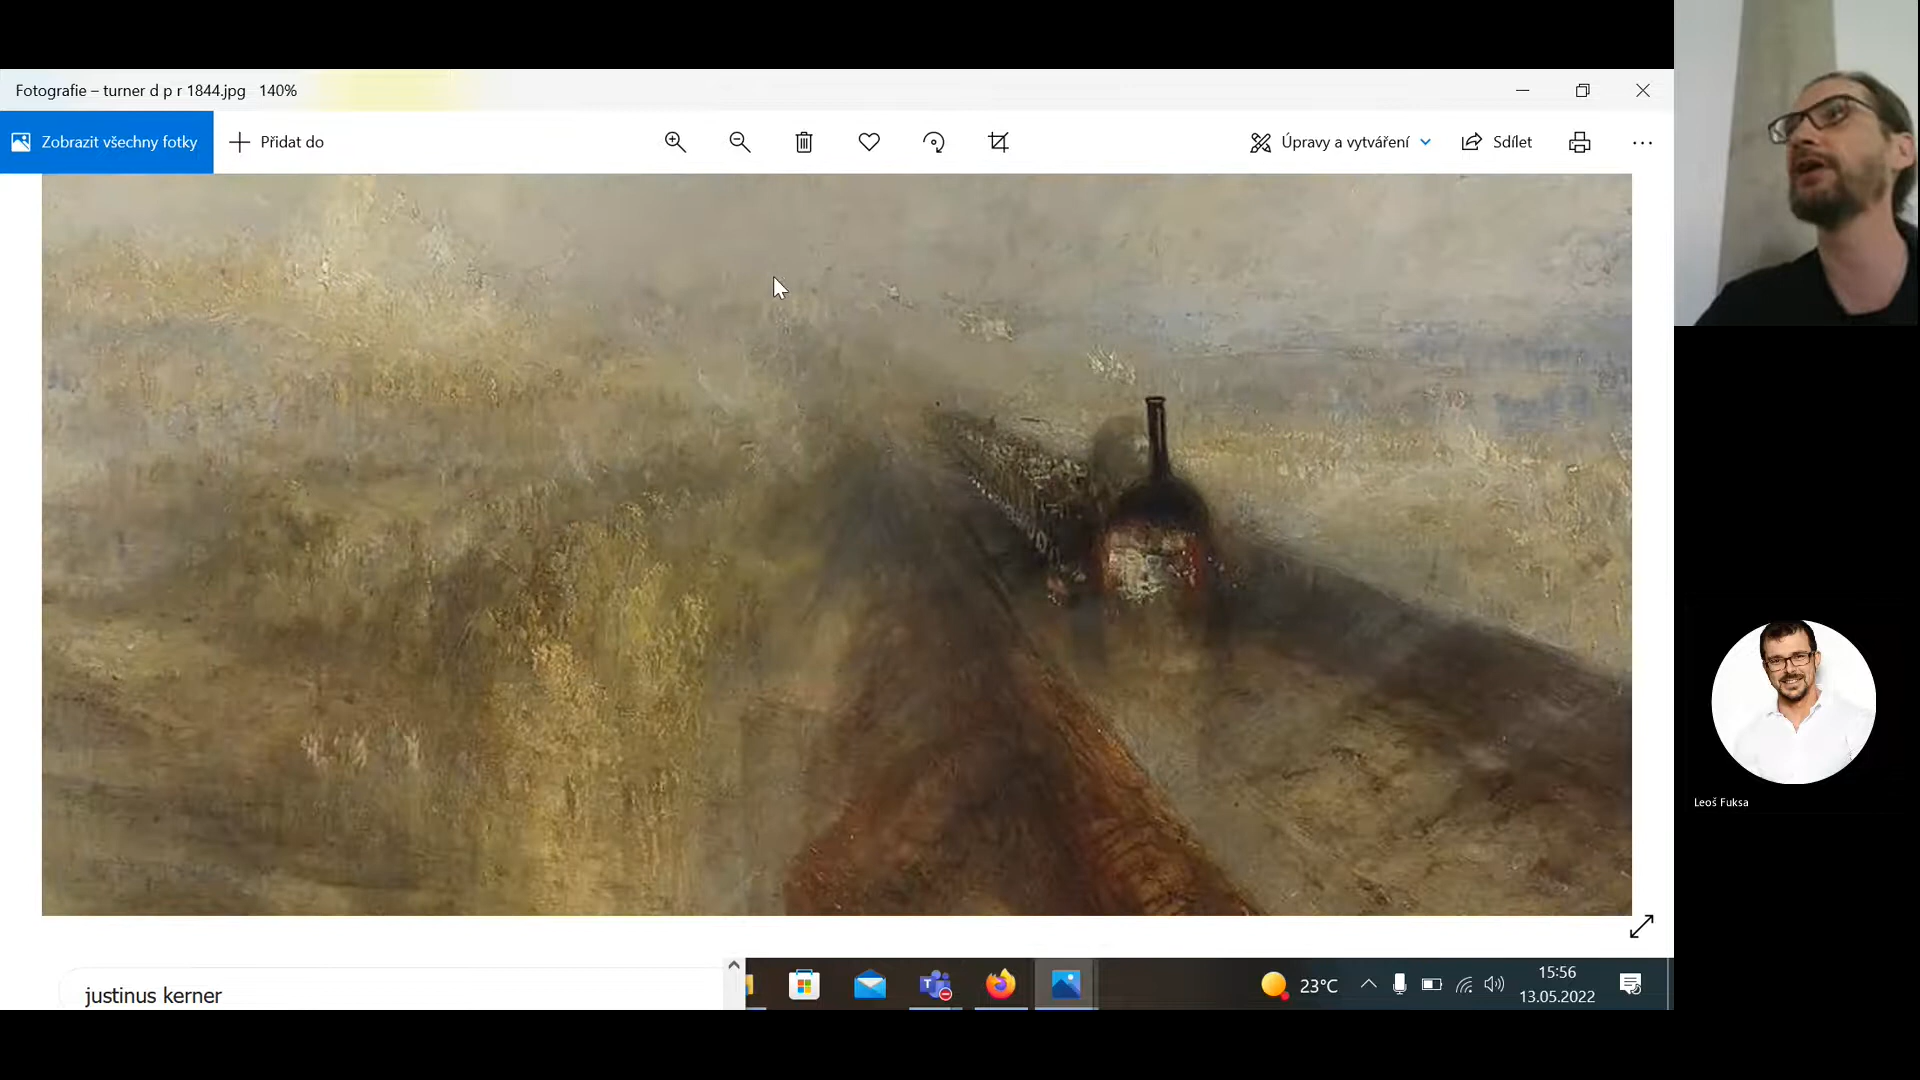 Fotografie – turner d p r 1844.jpg 140%
Zobrazit všechny fotky
Přidat do
Úpravy a vytváření
Sdílet
Leoš Fuksa
justinus kerner
23°C
15:56
13.05.2022